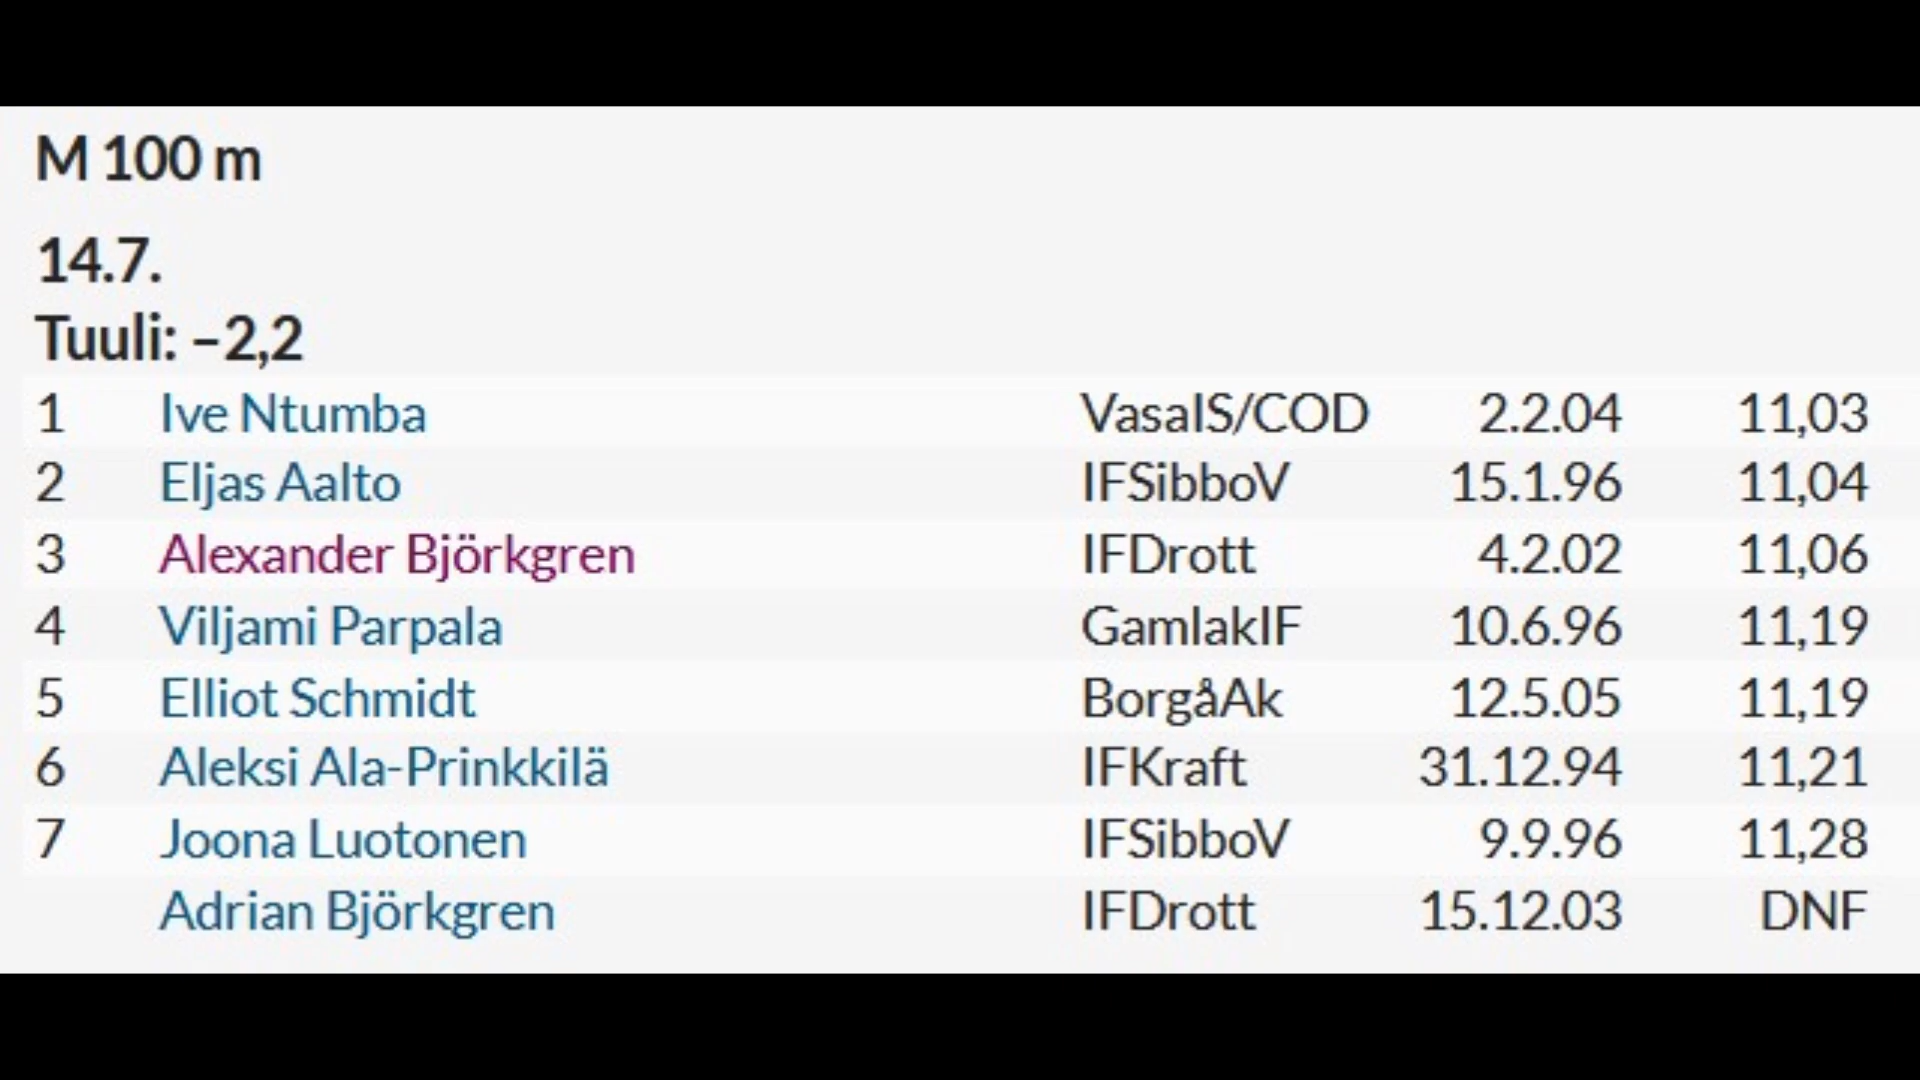 M 100 m
14.7.
Tuuli: –2,2
1 Ive Ntumba VasaIS/COD 2.2.04 11,03
2 Eljas Aalto IFSibboV 15.1.96 11,04
3 Alexander Björkgren IFDrott 4.2.02 11,06
4 Viljami Parpala GamlakIF 10.6.96 11,19
5 Elliot Schmidt BorgåAk 12.5.05 11,19
6 Aleksi Ala-Prinkkilä IFKraft 31.12.94 11,21
7 Joona Luotonen IFSibboV 9.9.96 11,28
Adrian Björkgren IFDrott 15.12.03 DNF